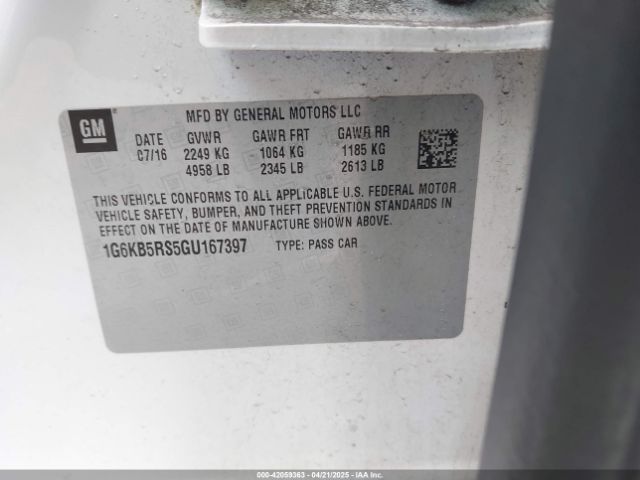 GM
MFD BY GENERAL MOTORS LLC
DATE GVWR GAWR FRT GAWR RR
07/16 2249 KG 1064 KG 1185 KG
4958 LB 2345 LB 2613 LB
THIS VEHICLE CONFORMS TO ALL APPLICABLE U.S. FEDERAL MOTOR
VEHICLE SAFETY, BUMPER, AND THEFT PREVENTION STANDARDS IN
EFFECT ON THE DATE OF MANUFACTURE SHOWN ABOVE.
1G6KB5RS5GU167397 TYPE: PASS CAR
000-42059363 | 04/21/2025 | IAA Inc.